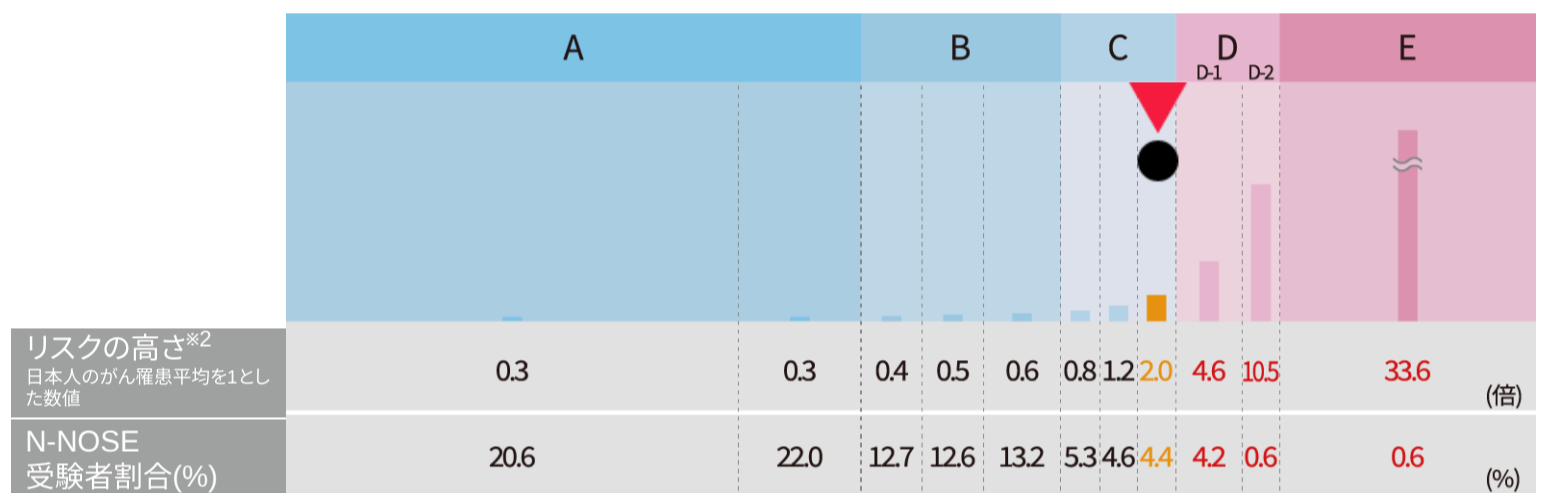 A B C D E
D-1 D-2
リスクの高さ※2
日本人のがん罹患平均を1とし
た数値
0.3 0.3 0.4 0.5 0.6 0.8 1.2 2.0 4.6 10.5 33.6 (倍)
N-NOSE
受験者割合(%)
20.6 22.0 12.7 12.6 13.2 5.3 4.6 4.4 4.2 0.6 0.6 (%)